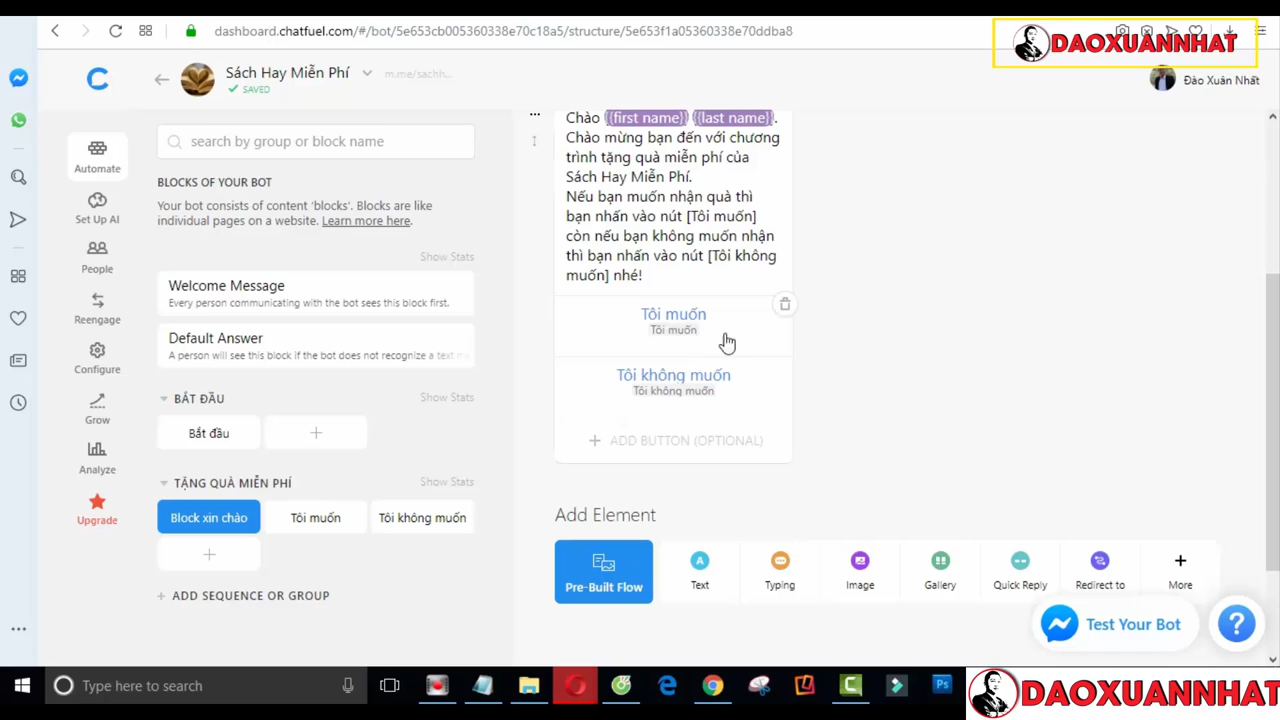 dashboard.chatfuel.com/#/bot/5e653cb005360338e70c18a5/structure/5e653f1a05360338e70ddba8
DAOXUANNHAT
Sách Hay Miễn Phí
m.me/sachh...
SAVED
Đào Xuân Nhất
Automate
Set Up AI
People
Reengage
Configure
Grow
Analyze
Upgrade
search by group or block name
BLOCKS OF YOUR BOT
Your bot consists of content 'blocks'. Blocks are like
individual pages on a website. Learn more here.
Show Stats
Welcome Message
Every person communicating with the bot sees this block first.
Default Answer
A person will see this block if the bot does not recognize a text me
BẮT ĐẦU
Show Stats
Bắt đầu
TẶNG QUÀ MIỄN PHÍ
Show Stats
Block xin chào
Tôi muốn
Tôi không muốn
ADD SEQUENCE OR GROUP
Chào {{first name}} {{last name}}.
Chào mừng bạn đến với chương
trình tặng quà miễn phí của
Sách Hay Miễn Phí.
Nếu bạn muốn nhận quà thì
bạn nhấn vào nút [Tôi muốn]
còn nếu bạn không muốn nhận
thì bạn nhấn vào nút [Tôi không
muốn] nhé!
Tôi muốn
Tôi muốn
Tôi không muốn
Tôi không muốn
ADD BUTTON (OPTIONAL)
Add Element
Pre-Built Flow
Text
Typing
Image
Gallery
Quick Reply
Redirect to
More
Test Your Bot
Type here to search
DAOXUANNHAT